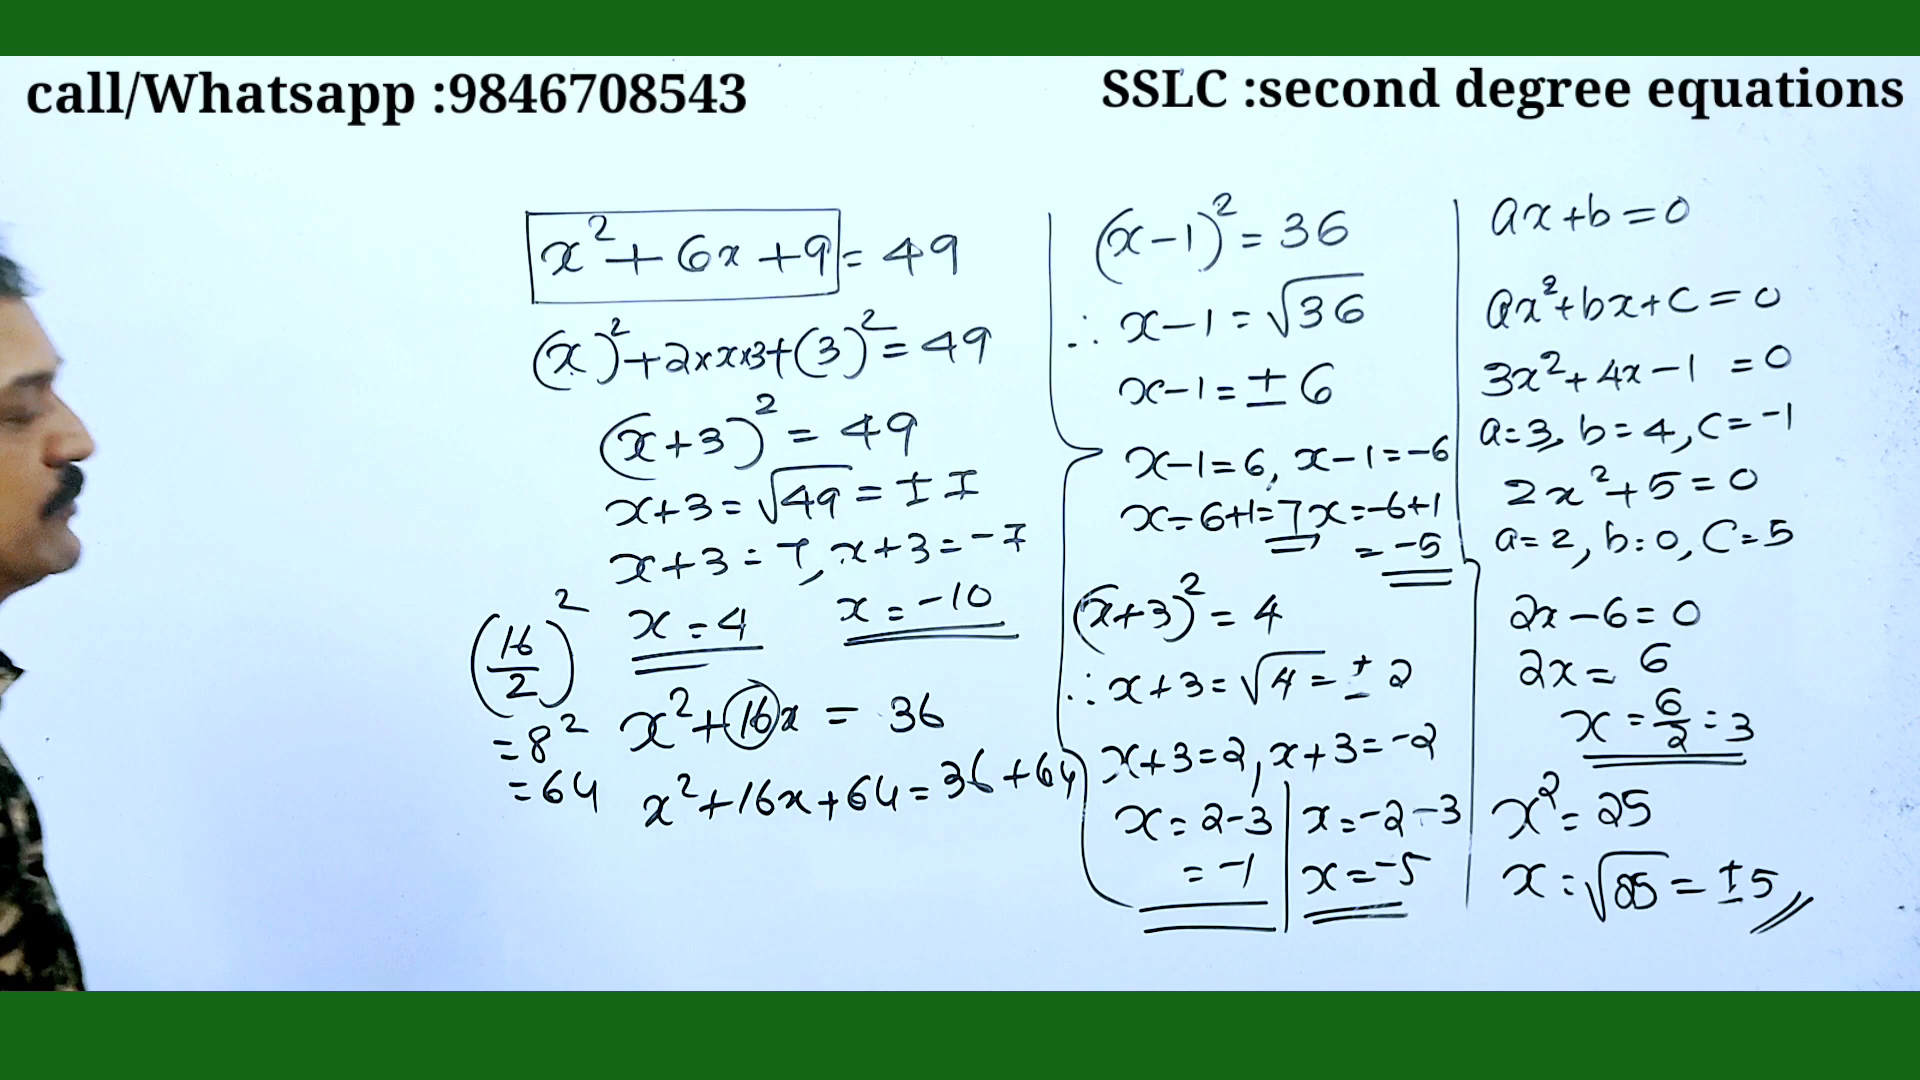 call/Whatsapp :9846708543
SSLC :second degree equations
x² + 6x + 9 = 49
(x)² + 2×x×3 + (3)² = 49
(x+3)² = 49
x+3 = √49 = ±7
x+3 = 7, x+3 = -7
x = 4 x = -10
(16/2)²
= 8²
= 64
x² + 16x = 36
x² + 16x + 64 = 36 + 64
(x-1)² = 36
∴ x-1 = √36
x-1 = ±6
x-1 = 6, x-1 = -6
x = 6+1 = 7 x = -6+1
= -5
(x+3)² = 4
∴ x+3 = √4 = ±2
x+3 = 2, x+3 = -2
x = 2-3 x = -2-3
= -1 x = -5
ax+b = 0
ax²+bx+c = 0
3x²+4x-1 = 0
a=3, b=4, c=-1
2x²+5 = 0
a=2, b=0, C=5
2x-6 = 0
2x = 6
x = 6/2 = 3
x² = 25
x = √25 = ±5